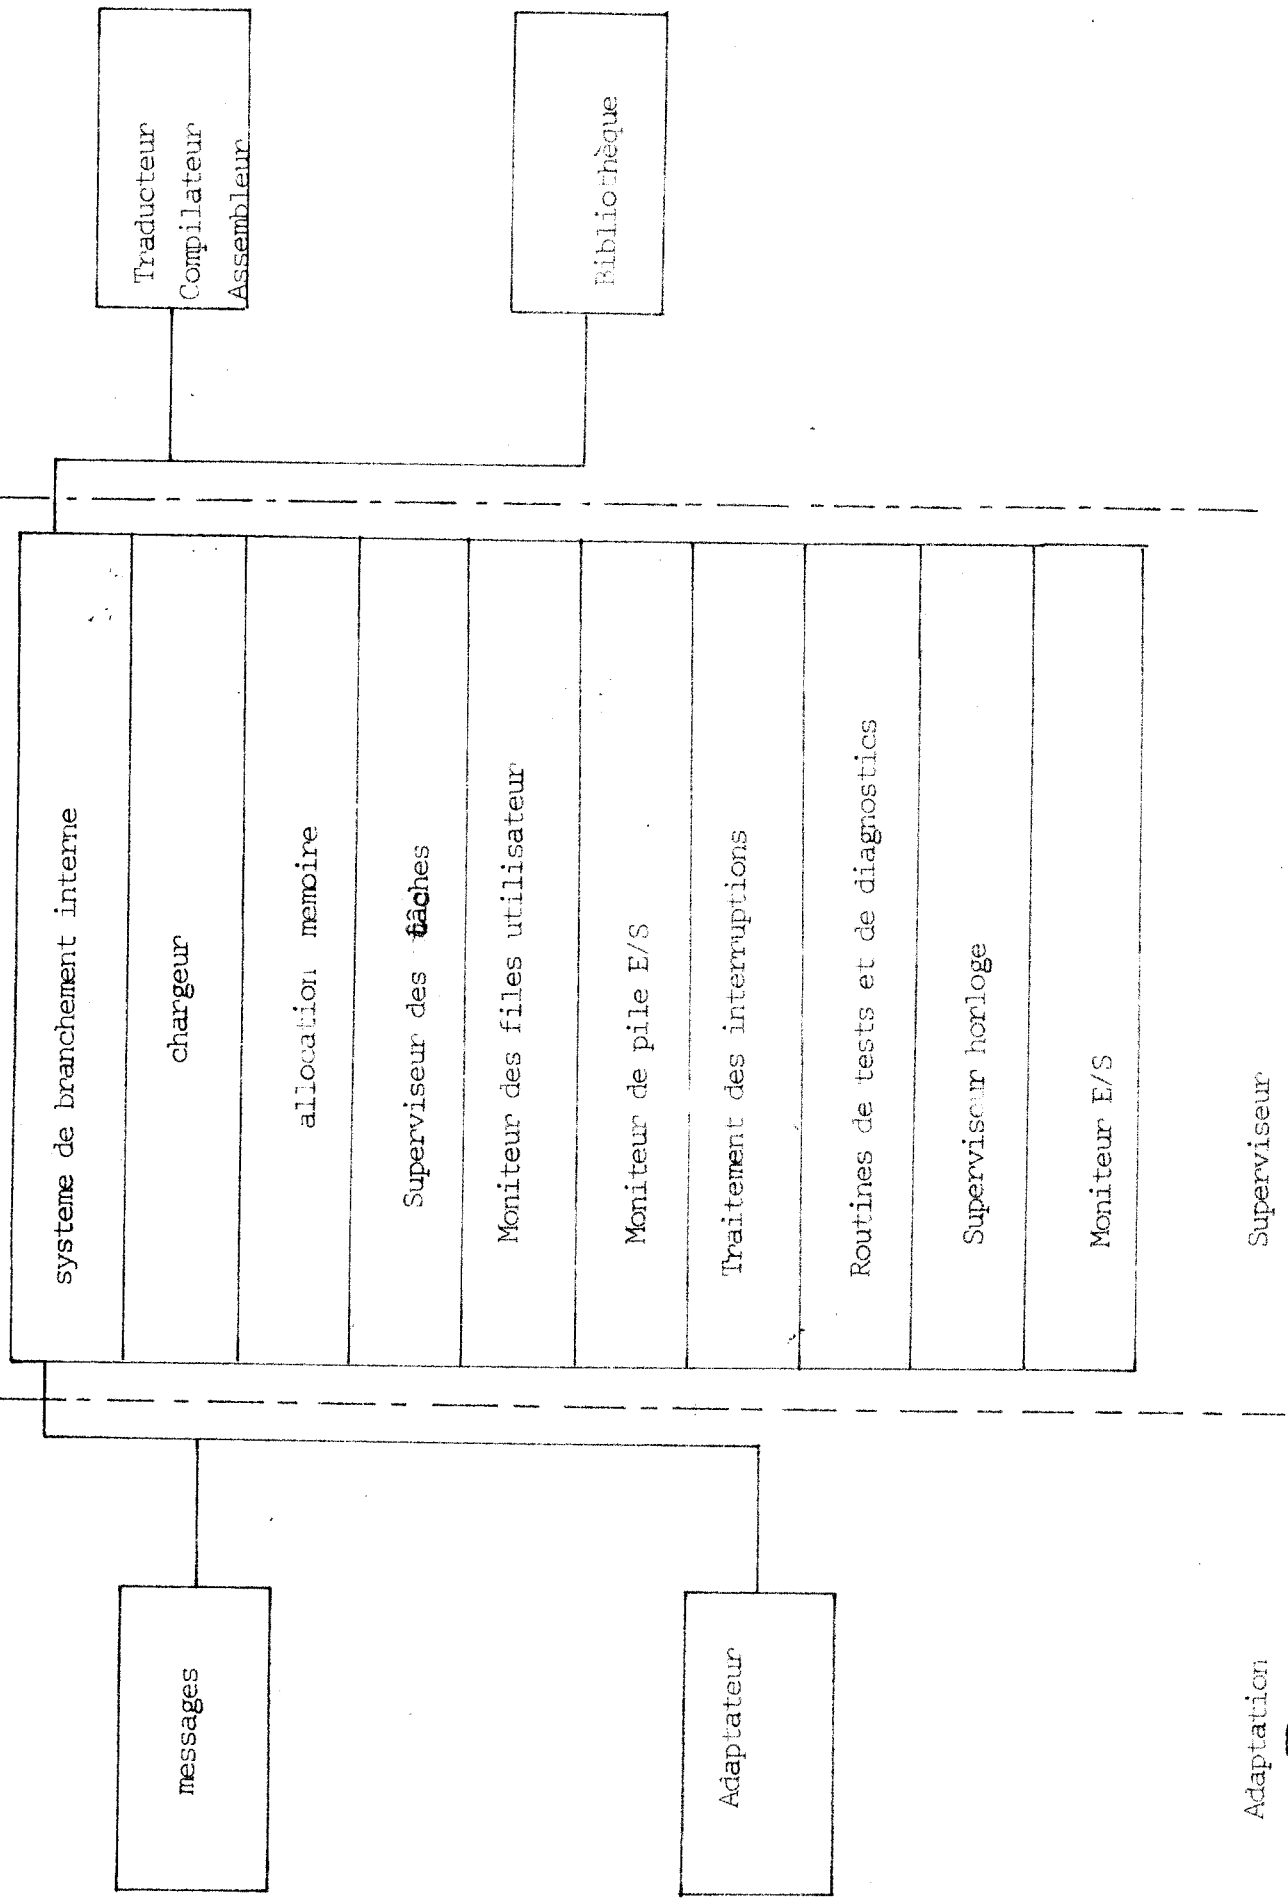 messages
Adaptateur
Adaptation
systeme de branchement interne
chargeur
allocation memoire
Superviseur des tâches
Moniteur des files utilisateur
Moniteur de pile E/S
Traitement des interruptions
Routines de tests et de diagnostics
Superviseur horloge
Moniteur E/S
Superviseur
Traducteur
Compilateur
Assembleur
Bibliothèque